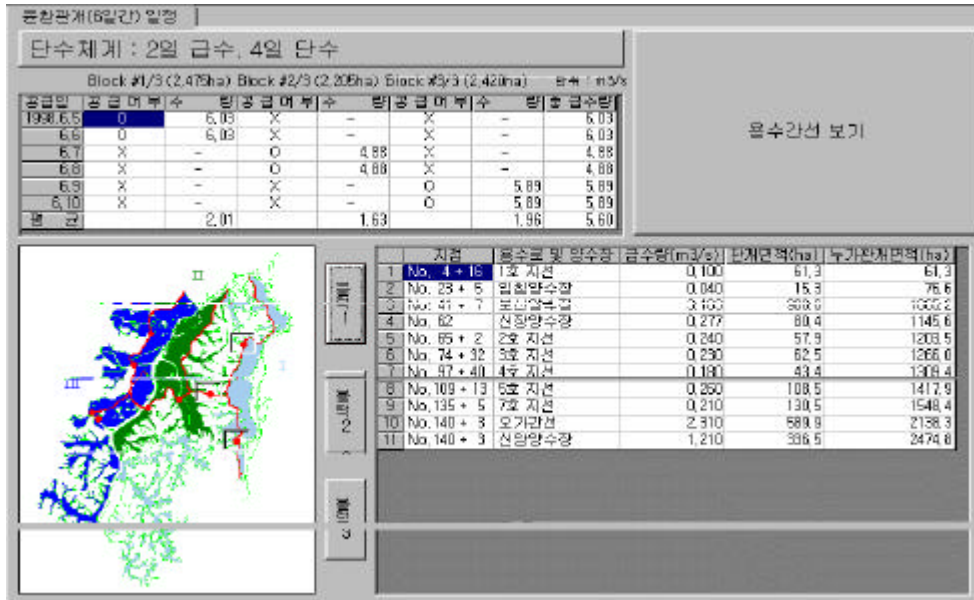 윤환관개(6일간) 일정
단수체계 : 2일 급수, 4일 단수
Block #1/3 (2,475ha) Block #2/3 (2,205ha) Block #3/3 (2,420ha) 단위 : m3/s
공급일 공급여부 수 량 공급여부 수 량 공급여부 수 량 총 급수량
1998.6.5 O 6.03 X - X - 6.03
6.6 O 6.03 X - X - 6.03
6.7 X - O 4.88 X - 4.88
6.8 X - O 4.88 X - 4.88
6.9 X - X - O 5.89 5.89
6.10 X - X - O 5.89 5.89
평 균 2.01 1.63 1.96 5.60
용수간선 보기
II
I
III
블럭 1
블럭 2
블럭 3
지점 용수로 및 양수장 급수량(m3/s) 관개면적(ha) 누가관개면적(ha)
1 No. 4 + 16 1호 지선 0.100 61.3 61.3
2 No. 23 + 5 양수장 0.040 15.3 76.6
3 No. 41 + 7
4 No. 62 신장양수장 0.277 80.4 1145.6
5 No. 65 + 2 2호 지선 0.240 57.9 1203.5
6 No. 74 + 32 3호 지선 0.290 62.5 1266.0
7 No. 97 + 40 4호 지선 0.180 43.4 1309.4
8 No. 109 + 13 5호 지선 0.260 108.5 1417.9
9 No. 135 + 5 7호 지선 0.210 130.5 1548.4
10 No. 140 + 3 오가간선 2.310 589.9 2138.3
11 No. 140 + 3 신암양수장 1.210 336.5 2474.8